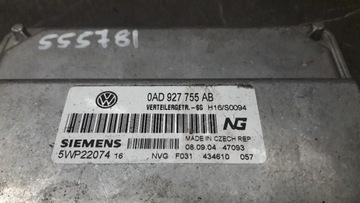 555781
0AD 927 755 AB
VERTEILERGETR.-SG H16/S0094
NG
MADE IN CZECH REP
SIEMENS 08.09.04 47093
5WP22074 16 NVG F031 434610 057